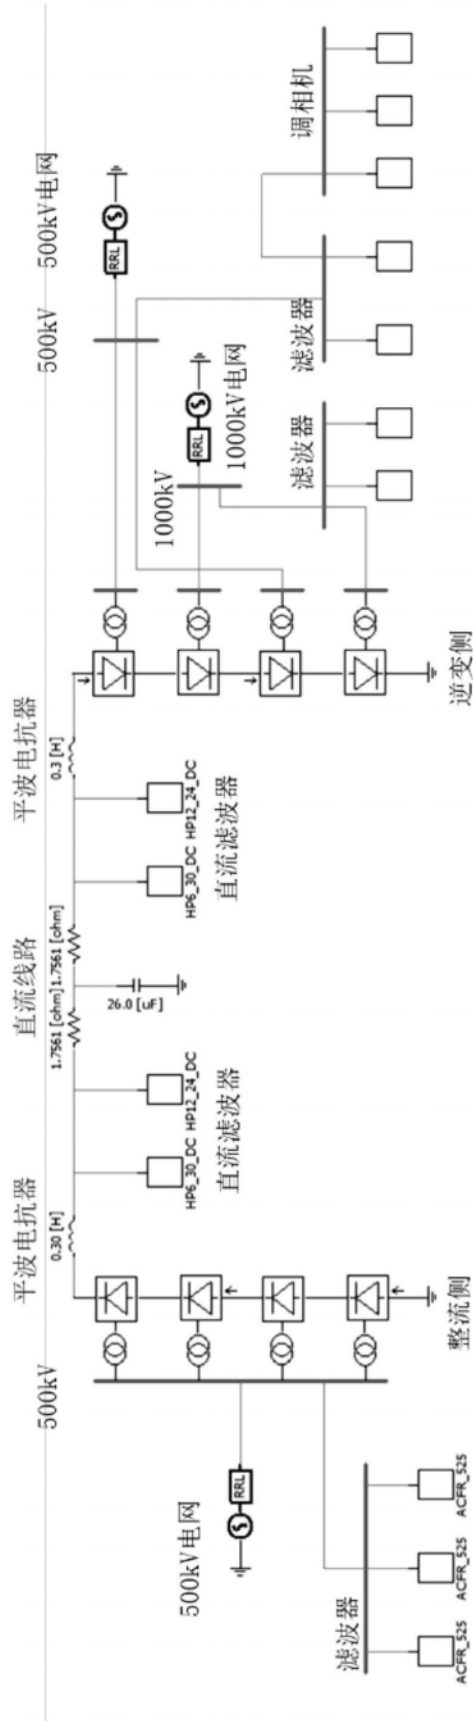 平波电抗器
直流线路
平波电抗器
500kV
0.30 [H]
1.7561 [ohm]
1.7561 [ohm]
0.3 [H]
500kV
500kV电网
RRL
26.0 [uF]
1000kV
RRL
1000kV电网
500kV电网
RRL
HP6_30_DC
HP12_24_DC
直流滤波器
HP6_30_DC
HP12_24_DC
直流滤波器
滤波器
滤波器
调相机
滤波器
ACFR_525
ACFR_525
ACFR_525
整流侧
逆变侧